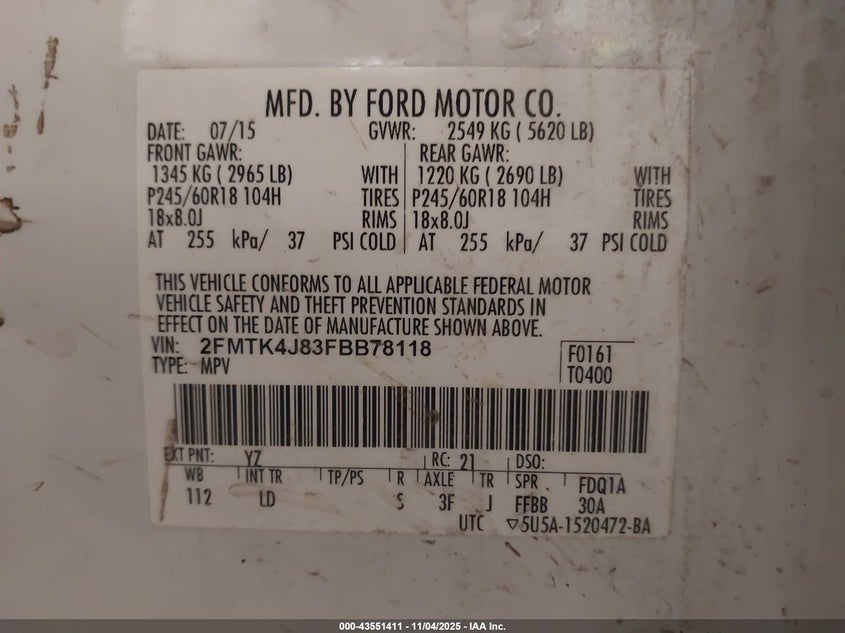 MFD. BY FORD MOTOR CO.
DATE: 07/15 GVWR: 2549 KG ( 5620 LB)
FRONT GAWR: REAR GAWR:
1345 KG ( 2965 LB) WITH 1220 KG ( 2690 LB) WITH
P245/60R18 104H TIRES P245/60R18 104H TIRES
18x8.0J RIMS 18x8.0J RIMS
AT 255 kPa/ 37 PSI COLD AT 255 kPa/ 37 PSI COLD
THIS VEHICLE CONFORMS TO ALL APPLICABLE FEDERAL MOTOR
VEHICLE SAFETY AND THEFT PREVENTION STANDARDS IN
EFFECT ON THE DATE OF MANUFACTURE SHOWN ABOVE.
VIN: 2FMTK4J83FBB78118 F0161
TYPE: MPV T0400
EXT PNT: YZ RC: 21 DSO:
WB INT TR TP/PS R AXLE TR SPR FDQ1A
112 LD S 3F J FFBB 30A
UTC ▽5U5A-1520472-BA
000-43551411 - 11/04/2025 - IAA Inc.